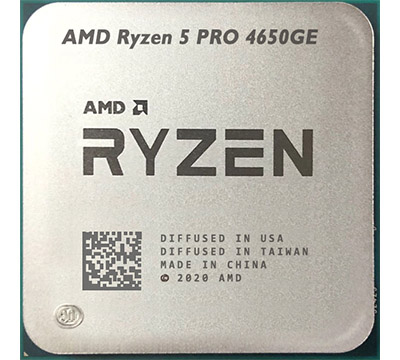 AMD Ryzen 5 PRO 4650GE
AMD
RYZEN
DIFFUSED IN USA
DIFFUSED IN TAIWAN
MADE IN CHINA
© 2020 AMD